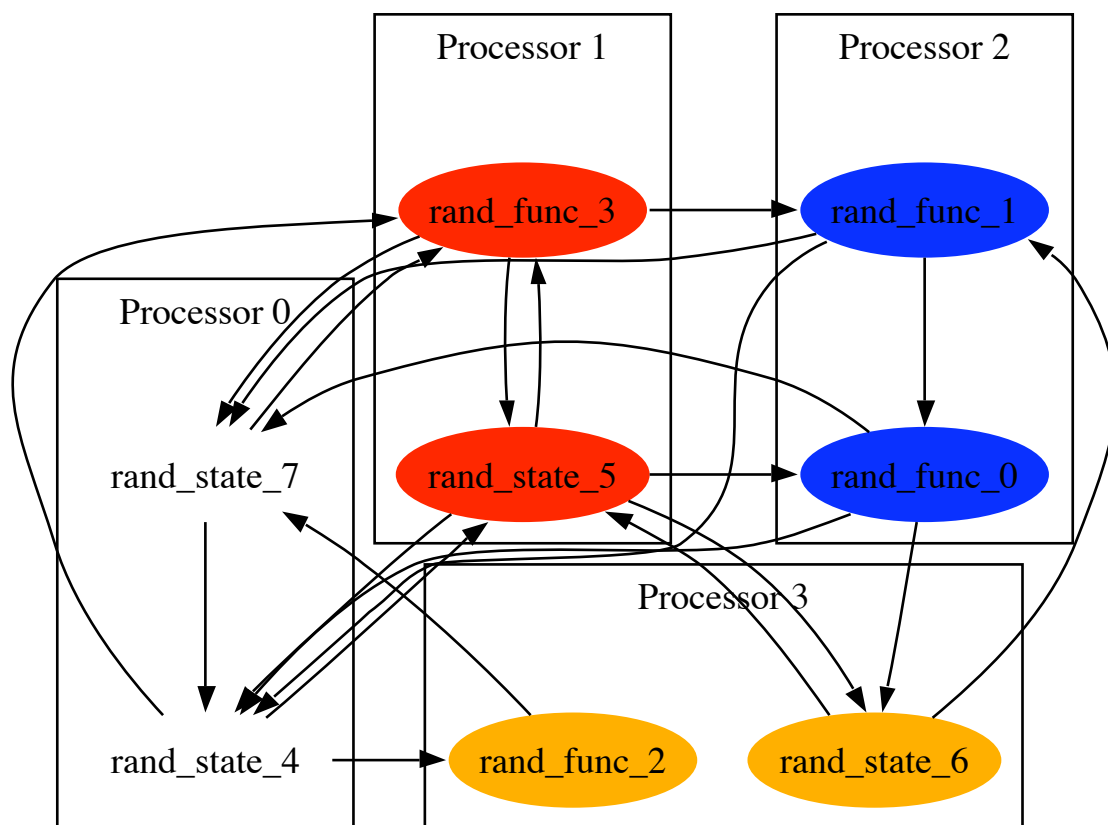 Processor 1
Processor 2
rand_func_3
rand_func_1
Processor 0
rand_state_7
rand_state_5
rand_func_0
Processor 3
rand_state_4
rand_func_2
rand_state_6